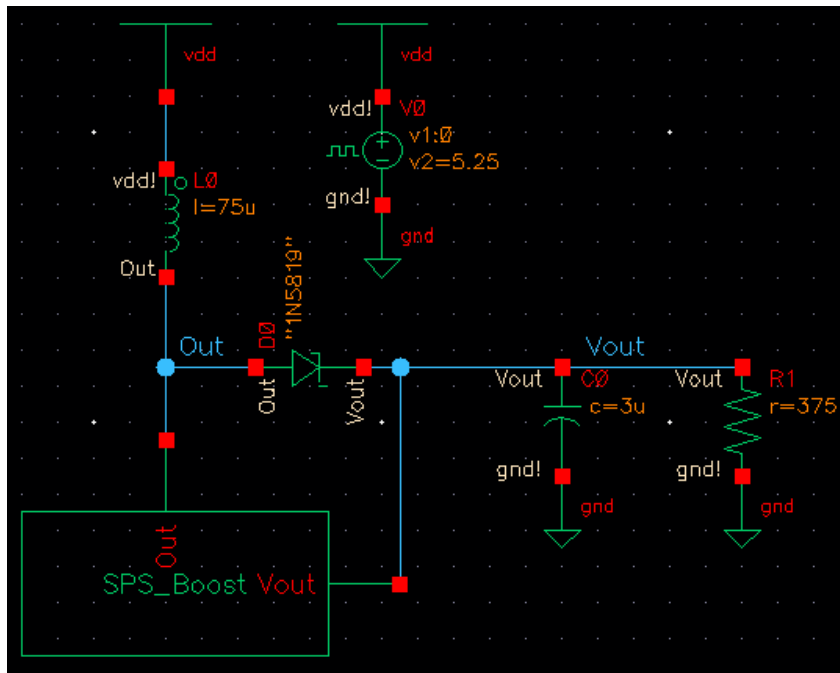 vdd
vdd
vdd!
V0
v1:0
v2=5.25
vdd!
L0
l=75u
gnd!
gnd
Out
Out
D0
"1N5819"
Out
Vout
Vout
Vout
C0
c=3u
Vout
R1
r=375
gnd!
gnd
gnd!
gnd
Out
SPS_Boost
Vout